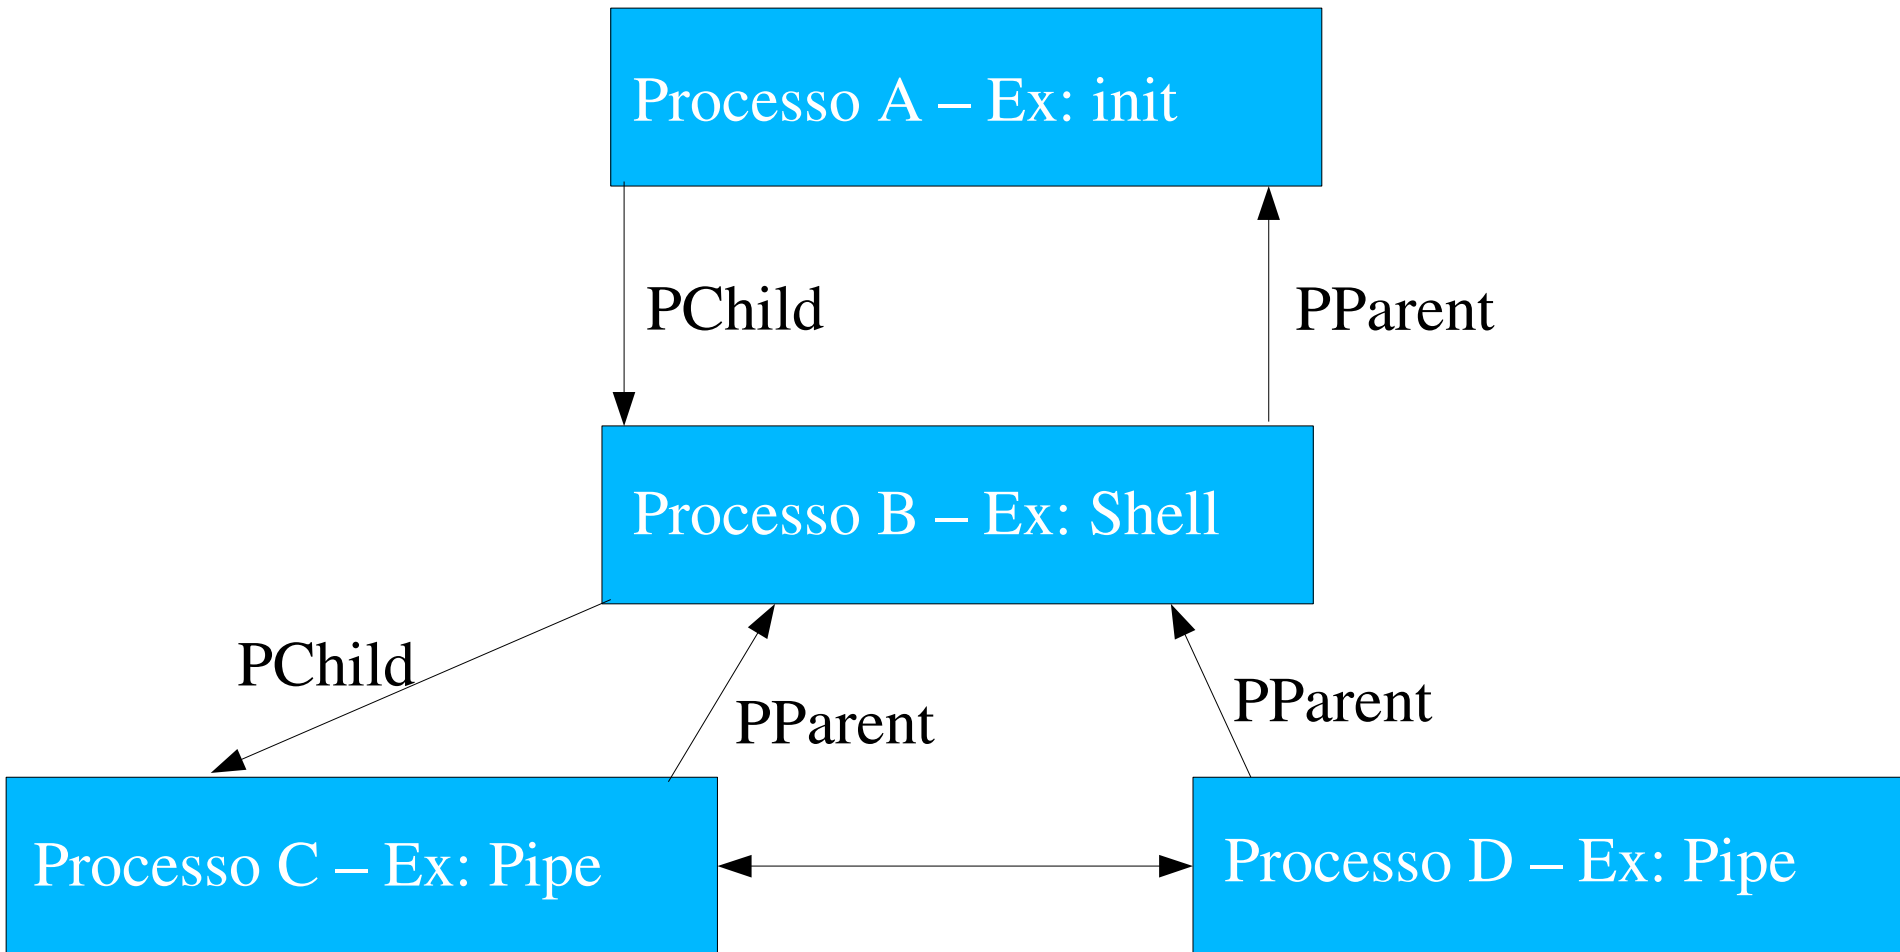 Processo A – Ex: init
PChild
PParent
Processo B – Ex: Shell
PChild
PParent
PParent
Processo C – Ex: Pipe
Processo D – Ex: Pipe